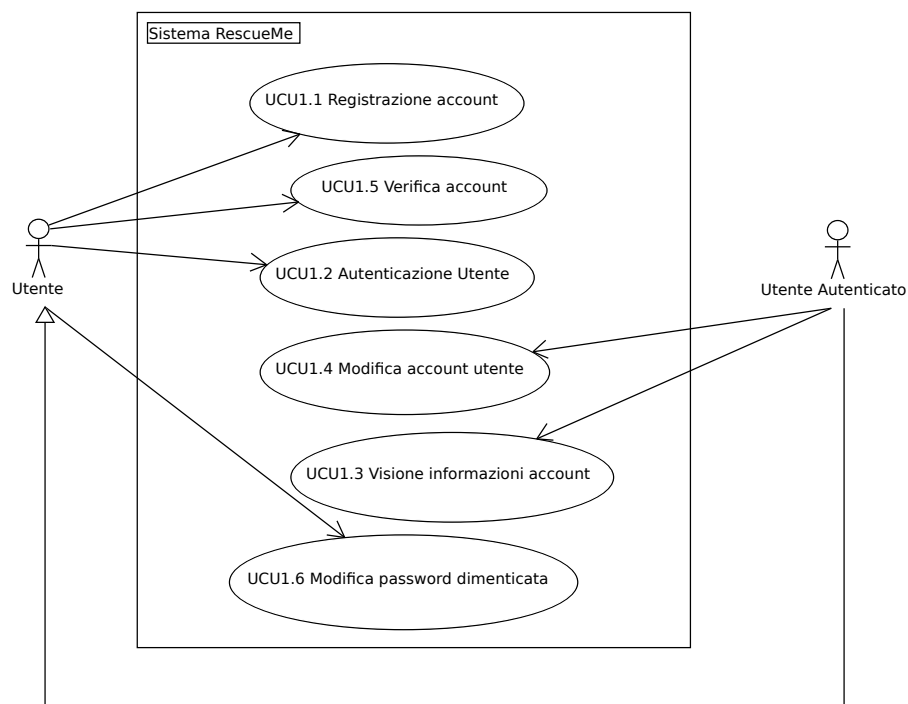 Sistema RescueMe
UCU1.1 Registrazione account
UCU1.5 Verifica account
UCU1.2 Autenticazione Utente
Utente
Utente Autenticato
UCU1.4 Modifica account utente
UCU1.3 Visione informazioni account
UCU1.6 Modifica password dimenticata